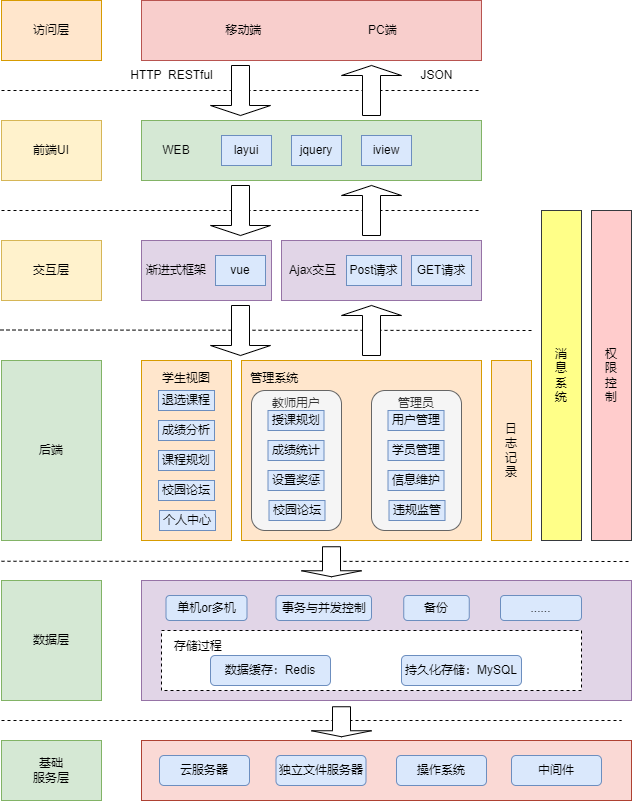 访问层
移动端
PC端
HTTP RESTful
JSON
前端UI
WEB
layui
jquery
iview
交互层
渐进式框架
vue
Ajax交互
Post请求
GET请求
消息系统
权限控制
后端
学生视图
退选课程
成绩分析
课程规划
校园论坛
个人中心
管理系统
教师用户
授课规划
成绩统计
设置奖惩
校园论坛
管理员
用户管理
学员管理
信息维护
违规监管
日志记录
数据层
单机or多机
事务与并发控制
备份
......
存储过程
数据缓存：Redis
持久化存储：MySQL
基础
服务层
云服务器
独立文件服务器
操作系统
中间件